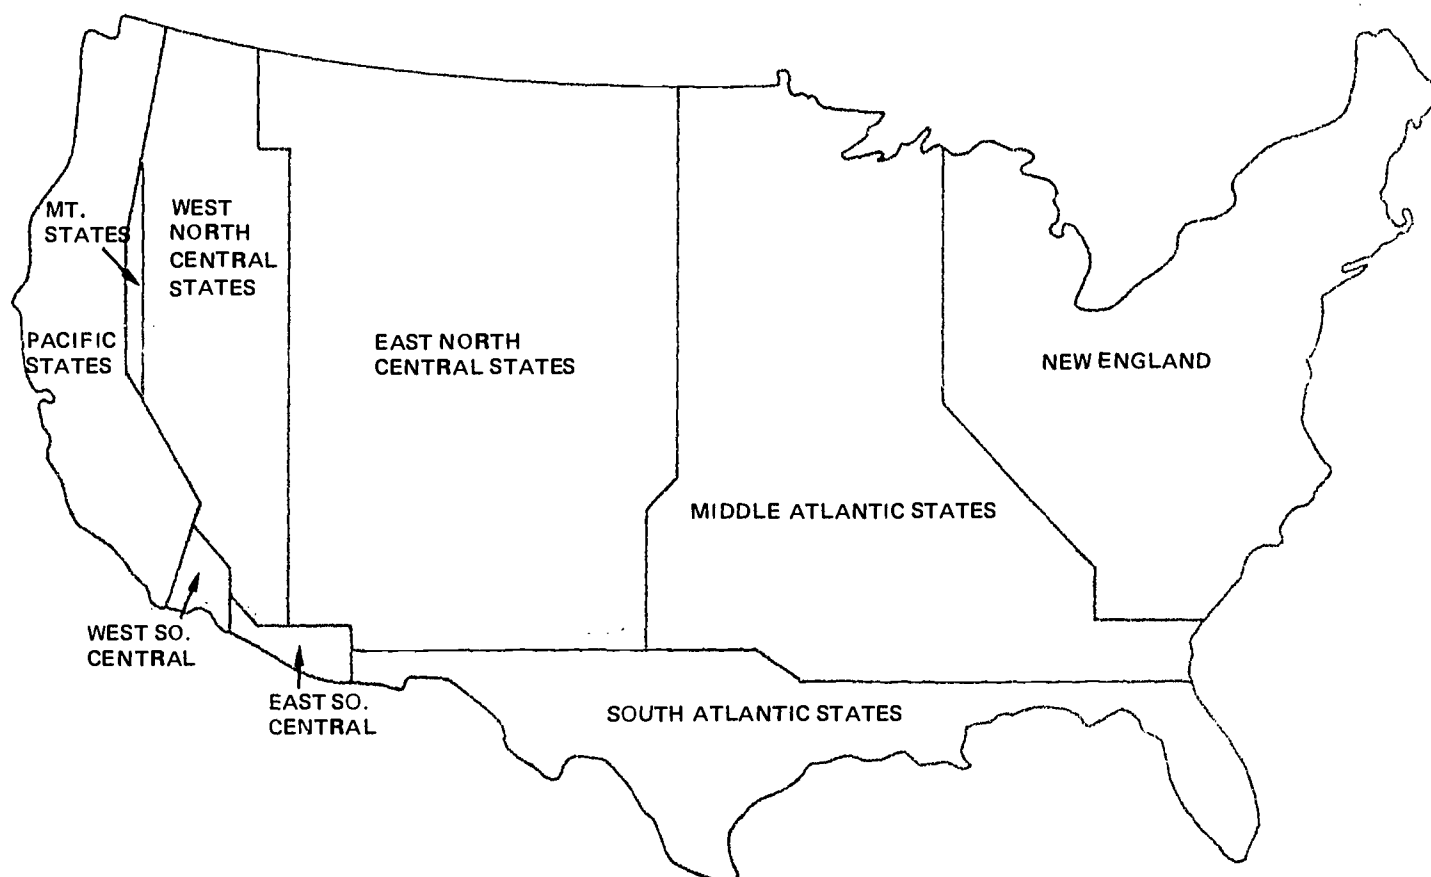 MT.
STATES
WEST
NORTH
CENTRAL
STATES
PACIFIC
STATES
EAST NORTH
CENTRAL STATES
NEW ENGLAND
MIDDLE ATLANTIC STATES
WEST SO.
CENTRAL
EAST SO.
CENTRAL
SOUTH ATLANTIC STATES